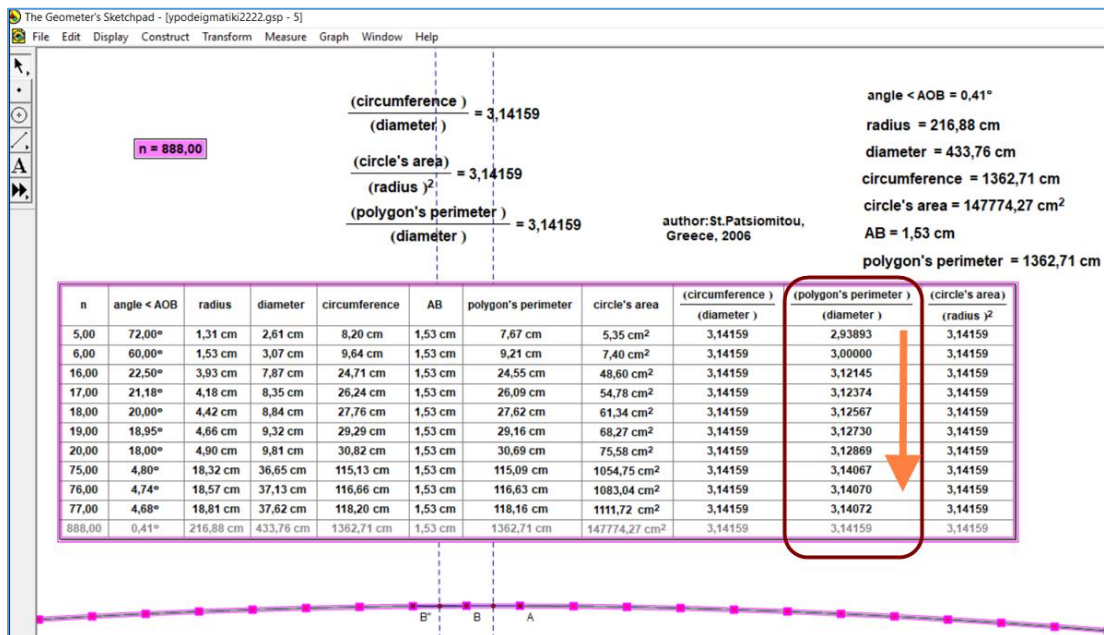 The Geometer's Sketchpad - [ypodeigmatiki2222.gsp - 5]
File Edit Display Construct Transform Measure Graph Window Help
A
n = 888,00
(circumference )
(diameter )
= 3,14159
(circle's area)
(radius )²
= 3,14159
(polygon's perimeter )
(diameter )
= 3,14159
author:St.Patsiomitou,
Greece, 2006
angle < AOB = 0,41°
radius = 216,88 cm
diameter = 433,76 cm
circumference = 1362,71 cm
circle's area = 147774,27 cm²
AB = 1,53 cm
polygon's perimeter = 1362,71 cm
n angle < AOB radius diameter circumference AB polygon's perimeter circle's area (circumference ) (diameter ) (polygon's perimeter ) (diameter ) (circle's area) (radius )²
5,00 72,00° 1,31 cm 2,61 cm 8,20 cm 1,53 cm 7,67 cm 5,35 cm² 3,14159 2,93893 3,14159
6,00 60,00° 1,53 cm 3,07 cm 9,64 cm 1,53 cm 9,21 cm 7,40 cm² 3,14159 3,00000 3,14159
16,00 22,50° 3,93 cm 7,87 cm 24,71 cm 1,53 cm 24,55 cm 48,60 cm² 3,14159 3,12145 3,14159
17,00 21,18° 4,18 cm 8,35 cm 26,24 cm 1,53 cm 26,09 cm 54,78 cm² 3,14159 3,12374 3,14159
18,00 20,00° 4,42 cm 8,84 cm 27,76 cm 1,53 cm 27,62 cm 61,34 cm² 3,14159 3,12567 3,14159
19,00 18,95° 4,66 cm 9,32 cm 29,29 cm 1,53 cm 29,16 cm 68,27 cm² 3,14159 3,12730 3,14159
20,00 18,00° 4,90 cm 9,81 cm 30,82 cm 1,53 cm 30,69 cm 75,58 cm² 3,14159 3,12869 3,14159
75,00 4,80° 18,32 cm 36,65 cm 115,13 cm 1,53 cm 115,09 cm 1054,75 cm² 3,14159 3,14067 3,14159
76,00 4,74° 18,57 cm 37,13 cm 116,66 cm 1,53 cm 116,63 cm 1083,04 cm² 3,14159 3,14070 3,14159
77,00 4,68° 18,81 cm 37,62 cm 118,20 cm 1,53 cm 118,16 cm 1111,72 cm² 3,14159 3,14072 3,14159
888,00 0,41° 216,88 cm 433,76 cm 1362,71 cm 1,53 cm 1362,71 cm 147774,27 cm² 3,14159 3,14159 3,14159
B" B A